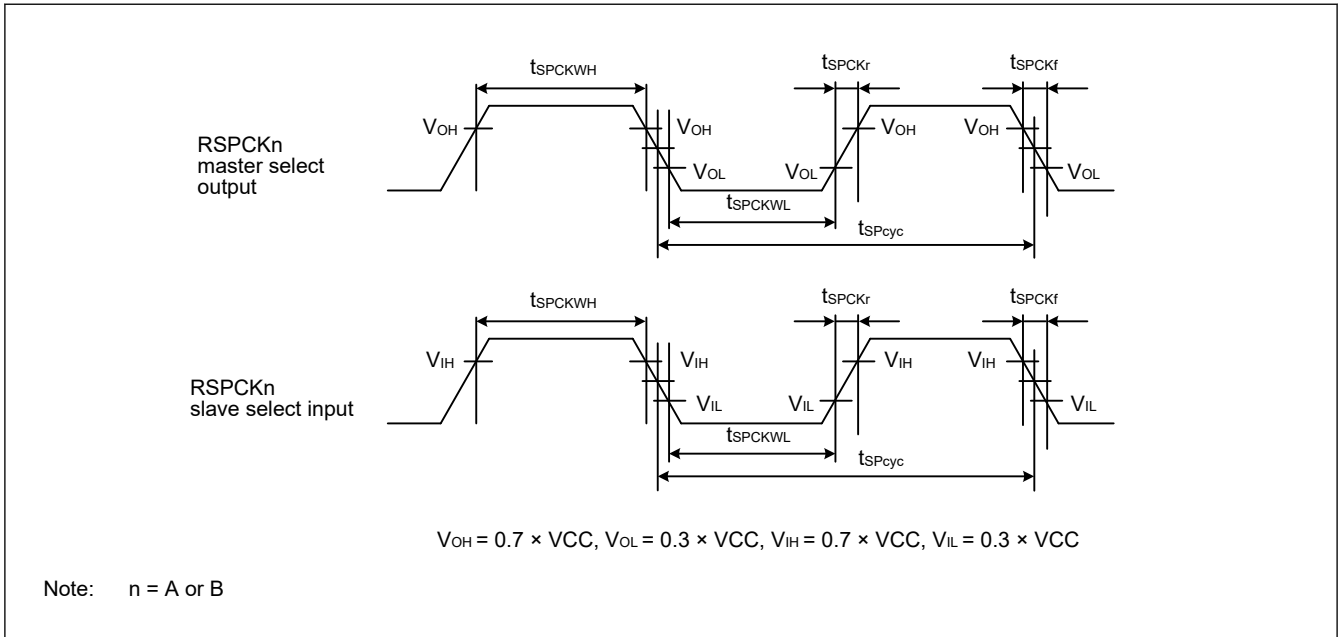 tSPCKWH
tSPCKr
tSPCKf
VOH
VOH
VOH
VOH
RSPCKn
master select
output
VOL
VOL
VOL
tSPCKWL
tSPcyc
tSPCKWH
tSPCKr
tSPCKf
VIH
VIH
VIH
VIH
RSPCKn
slave select input
VIL
VIL
VIL
tSPCKWL
tSPcyc
VOH = 0.7 × VCC, VOL = 0.3 × VCC, VIH = 0.7 × VCC, VIL = 0.3 × VCC
Note: n = A or B